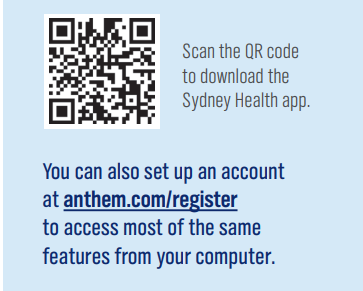 Scan the QR code
to download the
Sydney Health app.
You can also set up an account
at anthem.com/register
to access most of the same
features from your computer.